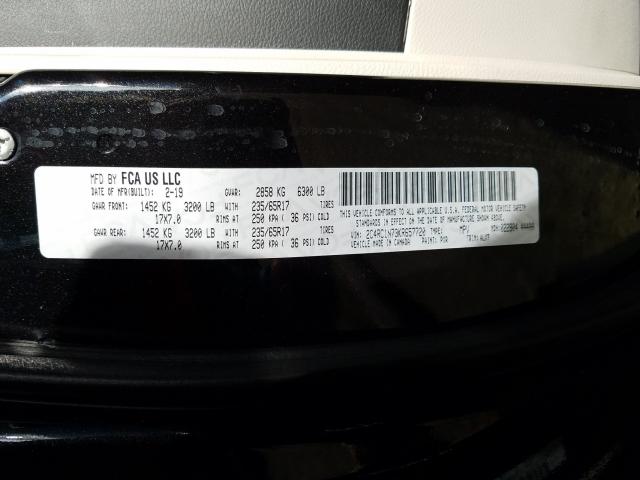 MFD BY FCA US LLC
DATE OF MFR(BUILT): 2-19 GVWR: 2858 KG 6300 LB
GAWR FRONT: 1452 KG 3200 LB WITH 235/65R17 TIRES
17X7.0 RIMS AT 250 KPA ( 36 PSI) COLD
GAWR REAR: 1452 KG 3200 LB WITH 235/65R17 TIRES
17X7.0 RIMS AT 250 KPA ( 36 PSI) COLD
THIS VEHICLE CONFORMS TO ALL APPLICABLE U.S.A. FEDERAL MOTOR VEHICLE SAFETY
STANDARDS IN EFFECT ON THE DATE OF MANUFACTURE SHOWN ABOVE.
VIN: 2C4RC1N73KR657720 TYPE: MPV MDH:
VEHICLE MADE IN CANADA PAINT: PXR TRIM: